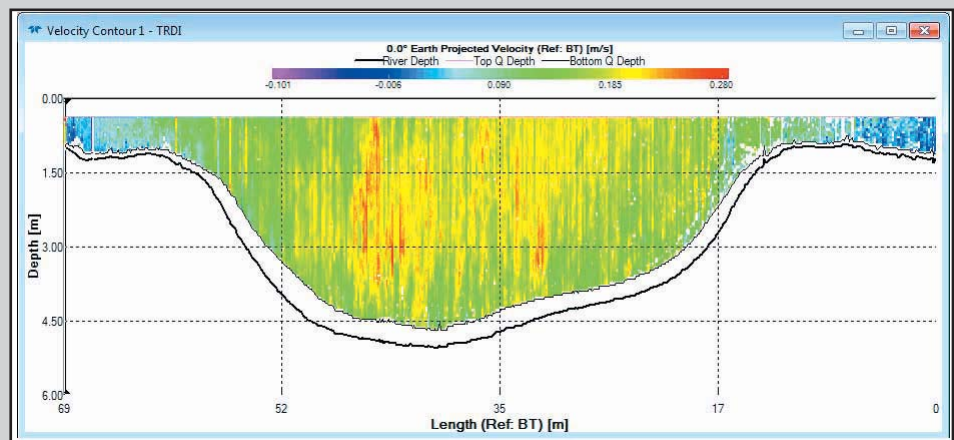 Velocity Contour 1 - TRDI
0.0° Earth Projected Velocity (Ref: BT) [m/s]
River Depth Top Q Depth Bottom Q Depth
-0.101 -0.006 0.090 0.185 0.280
0.00
1.50
3.00
4.50
6.00
Depth [m]
69 52 35 17 0
Length (Ref: BT) [m]